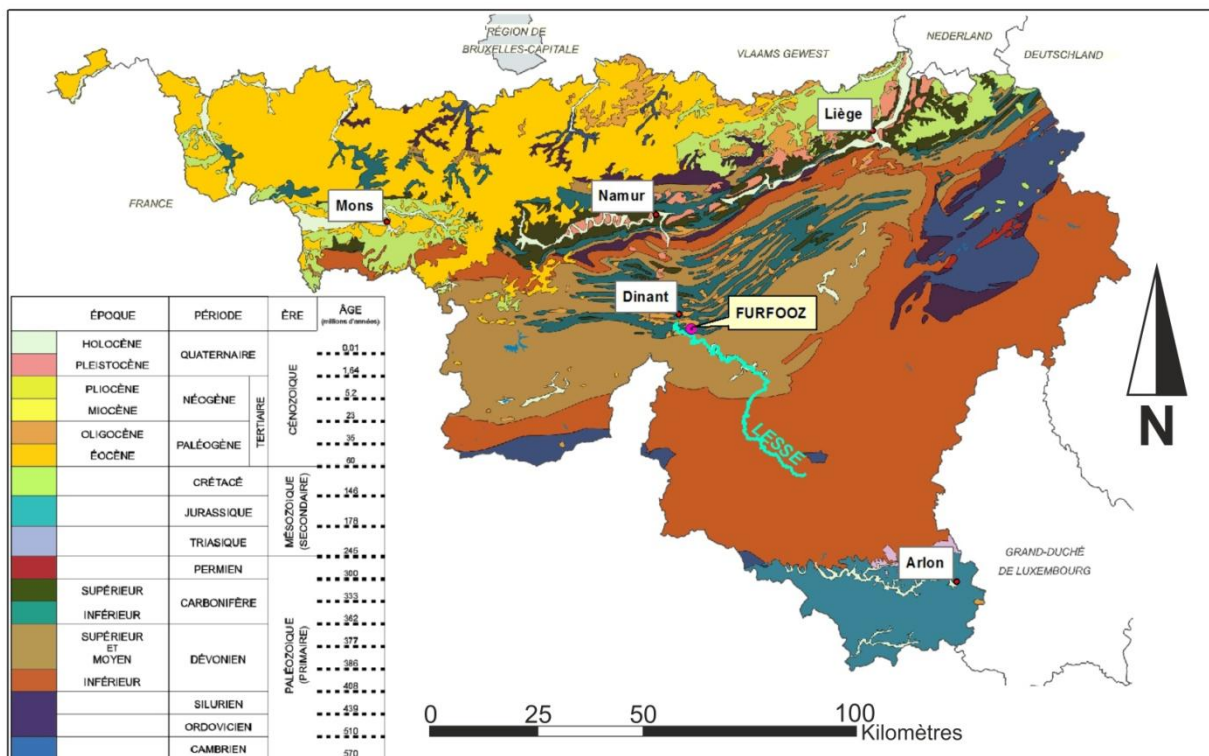 RÉGION DE
BRUXELLES-CAPITALE
VLAAMS GEWEST
NEDERLAND
DEUTSCHLAND
Liège
FRANCE
Mons
Namur
Dinant
FURFOOZ
LESSE
N
Arlon
GRAND-DUCHÉ
DE LUXEMBOURG
ÉPOQUE PÉRIODE ÈRE ÂGE
(millions d'années)
HOLOCÈNE
QUATERNAIRE
0,01
PLEISTOCÈNE
1,64
PLIOCÈNE
NÉOGÈNE
5,2
MIOCÈNE
23
OLIGOCÈNE
PALÉOGÈNE
35
ÉOCÈNE
60
TERTIAIRE
CÉNOZOÏQUE
CRÉTACÉ
146
JURASSIQUE
178
TRIASIQUE
245
MÉSOZOÏQUE
(SECONDAIRE)
PERMIEN
300
SUPÉRIEUR
CARBONIFÈRE
333
INFÉRIEUR
362
SUPÉRIEUR
ET
MOYEN
377
DÉVONIEN
386
INFÉRIEUR
408
SILURIEN
439
ORDOVICIEN
510
CAMBRIEN
570
PALÉOZOÏQUE
(PRIMAIRE)
0 25 50 100
Kilomètres